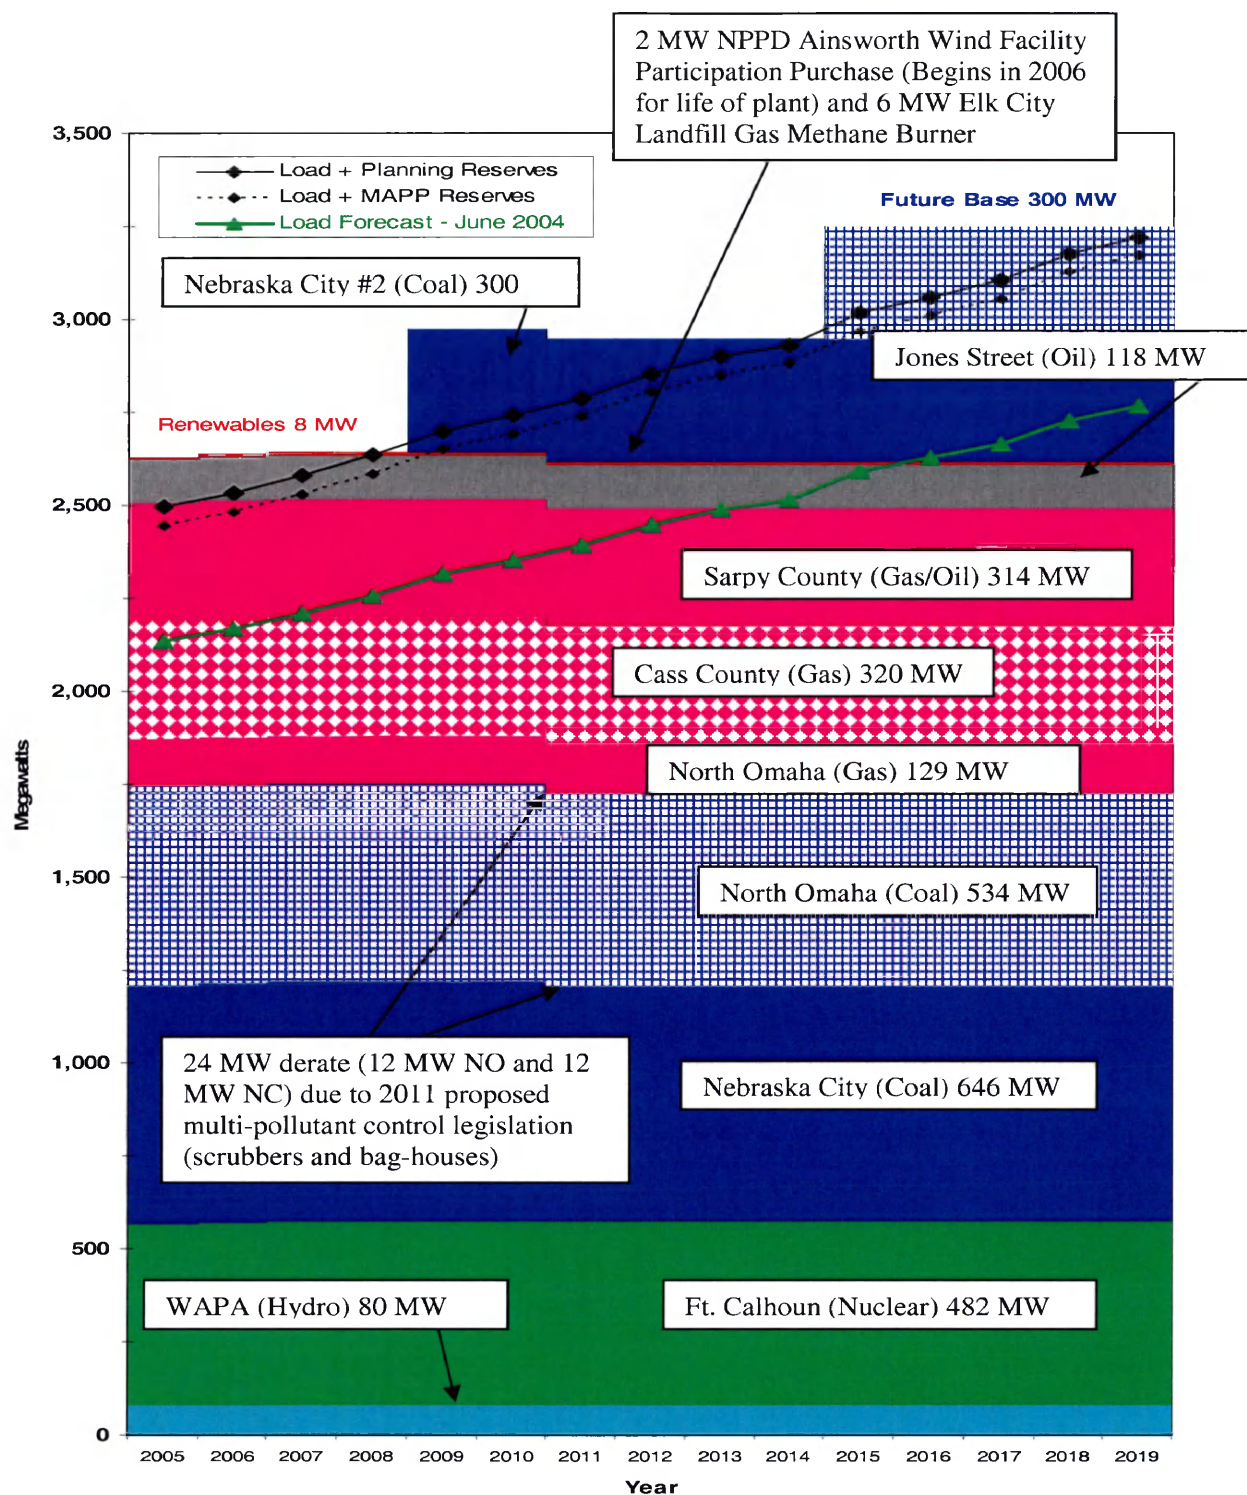 2 MW NPPD Ainsworth Wind Facility
Participation Purchase (Begins in 2006
for life of plant) and 6 MW Elk City
Landfill Gas Methane Burner
3,500
Load + Planning Reserves
Load + MAPP Reserves
Load Forecast - June 2004
Future Base 300 MW
Nebraska City #2 (Coal) 300
3,000
Jones Street (Oil) 118 MW
Renewables 8 MW
2,500
Sarpy County (Gas/Oil) 314 MW
Cass County (Gas) 320 MW
2,000
North Omaha (Gas) 129 MW
Megawatts
1,500
North Omaha (Coal) 534 MW
1,000
24 MW derate (12 MW NO and 12
MW NC) due to 2011 proposed
multi-pollutant control legislation
(scrubbers and bag-houses)
Nebraska City (Coal) 646 MW
500
WAPA (Hydro) 80 MW
Ft. Calhoun (Nuclear) 482 MW
0
2005 2006 2007 2008 2009 2010 2011 2012 2013 2014 2015 2016 2017 2018 2019
Year